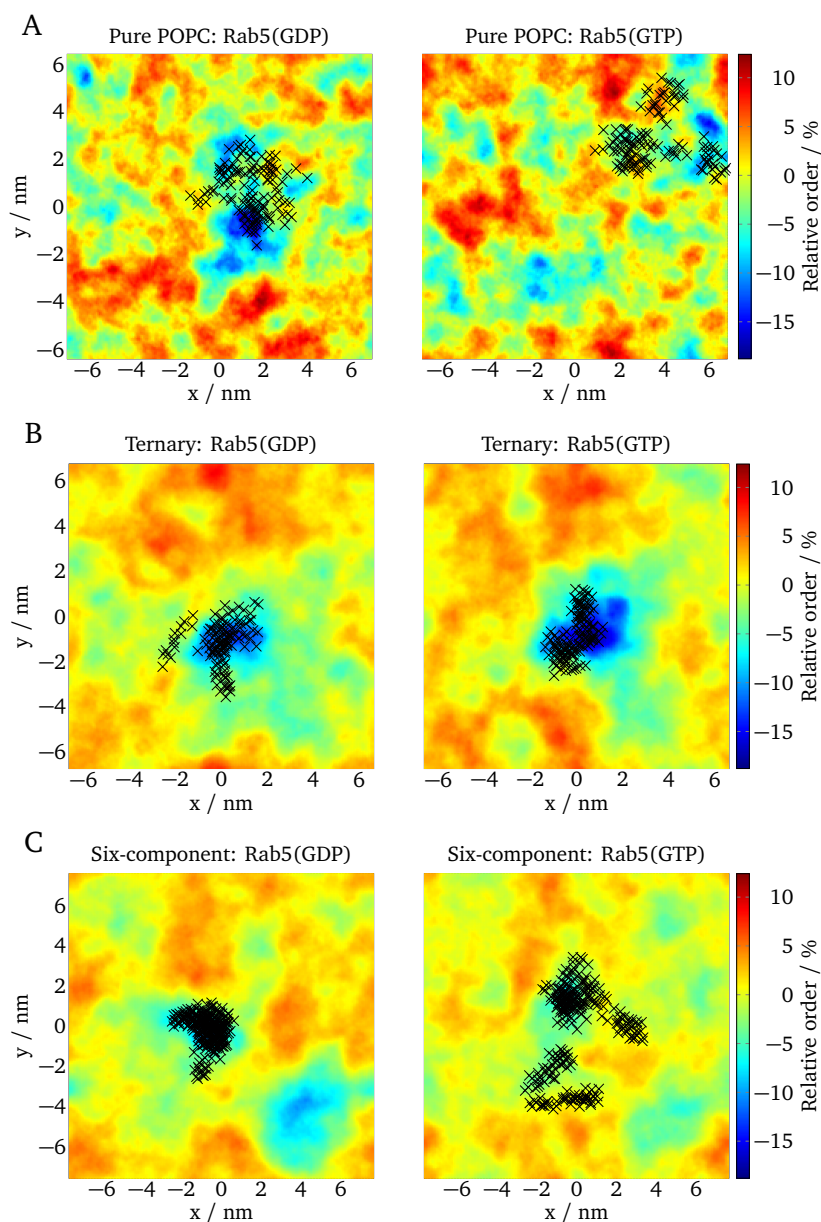 A
Pure POPC: Rab5(GDP)
Pure POPC: Rab5(GTP)
6
4
2
0
−2
−4
−6
y / nm
−6 −4 −2 0 2 4 6
x / nm
−6 −4 −2 0 2 4 6
x / nm
10
5
0
−5
−10
−15
Relative order / %
B
Ternary: Rab5(GDP)
Ternary: Rab5(GTP)
6
4
2
0
−2
−4
−6
y / nm
−6 −4 −2 0 2 4 6
x / nm
−6 −4 −2 0 2 4 6
x / nm
10
5
0
−5
−10
−15
Relative order / %
C
Six-component: Rab5(GDP)
Six-component: Rab5(GTP)
6
4
2
0
−2
−4
−6
y / nm
−6 −4 −2 0 2 4 6
x / nm
−6 −4 −2 0 2 4 6
x / nm
10
5
0
−5
−10
−15
Relative order / %